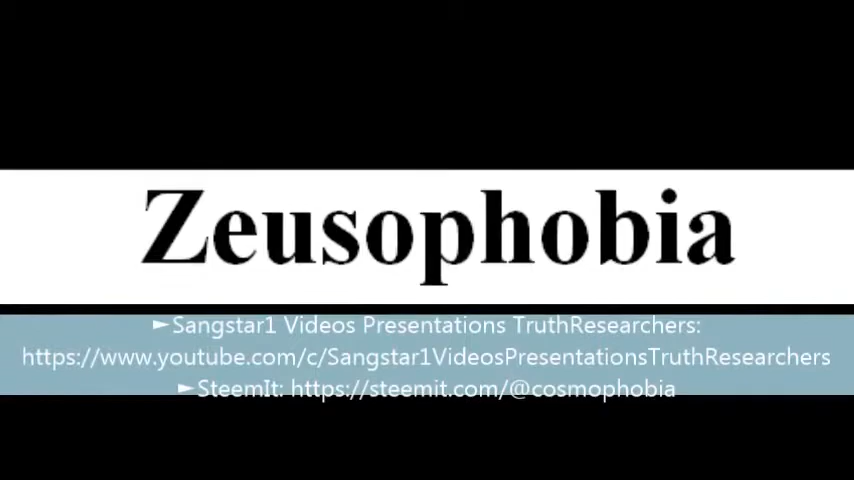 Zeusophobia
►Sangstar1 Videos Presentations TruthResearchers:
https://www.youtube.com/c/Sangstar1VideosPresentationsTruthResearchers
►SteemIt: https://steemit.com/@cosmophobia